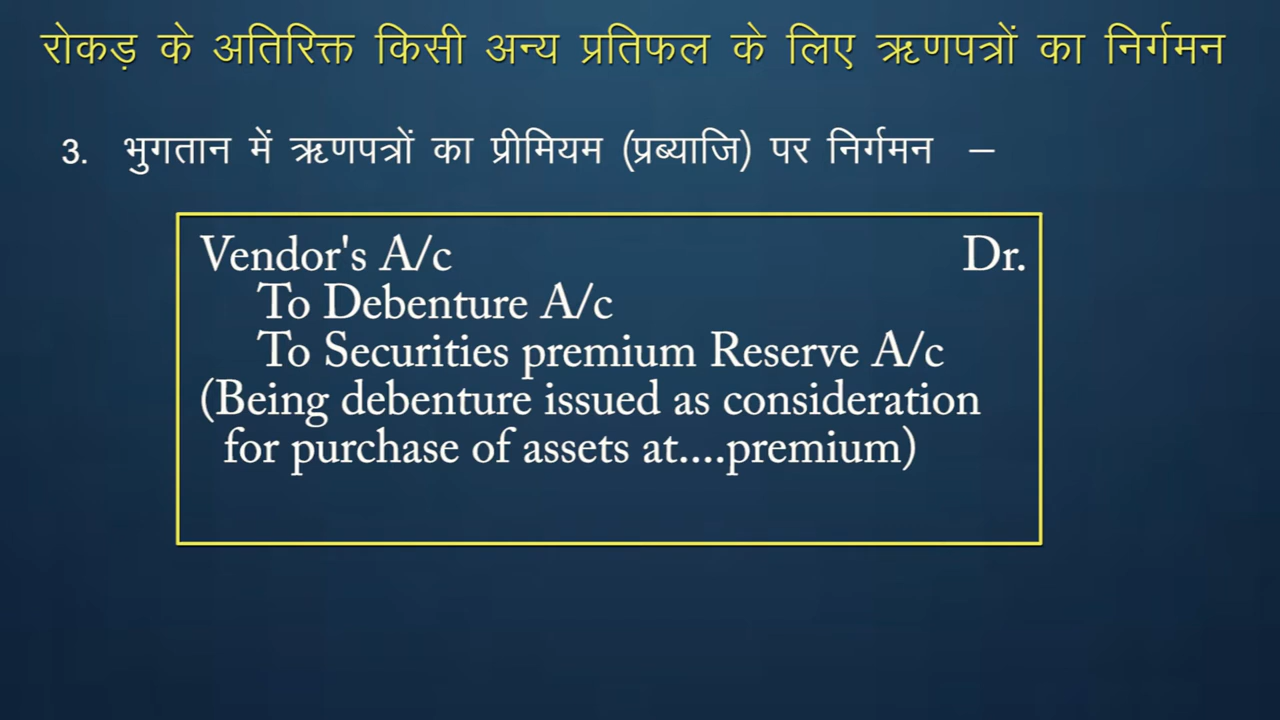 रोकड़ के अतिरिक्त किसी अन्य प्रतिफल के लिए ऋणपत्रों का निर्गमन
3. भुगतान में ऋणपत्रों का प्रीमियम (प्रब्याजि) पर निर्गमन –
Vendor's A/c Dr.
To Debenture A/c
To Securities premium Reserve A/c
(Being debenture issued as consideration
for purchase of assets at....premium)